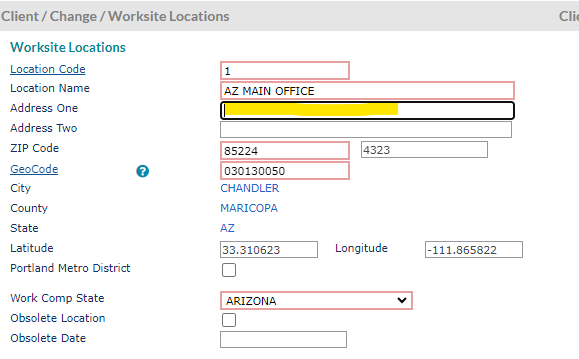 Client / Change / Worksite Locations Clie
Worksite Locations
Location Code 1
Location Name AZ MAIN OFFICE
Address One
Address Two
ZIP Code 85224 4323
GeoCode ? 030130050
City CHANDLER
County MARICOPA
State AZ
Latitude 33.310623 Longitude -111.865822
Portland Metro District
Work Comp State ARIZONA
Obsolete Location
Obsolete Date